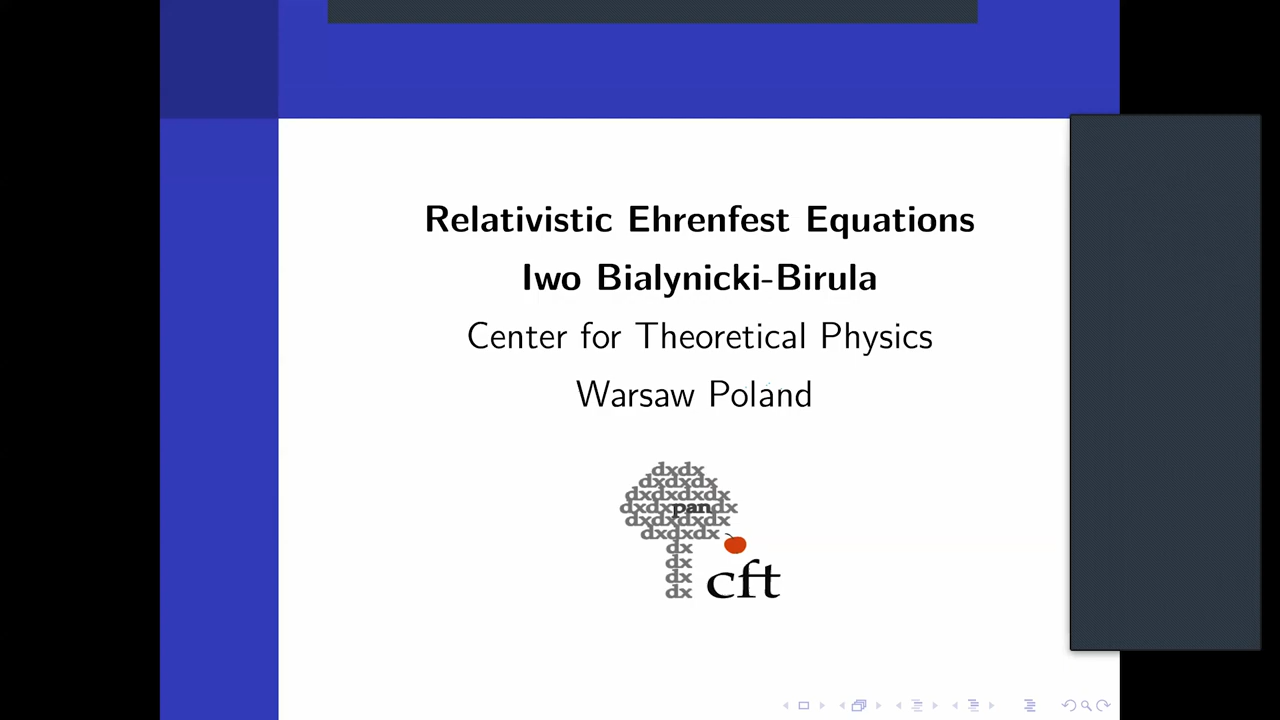 Relativistic Ehrenfest Equations
Iwo Bialynicki-Birula
Center for Theoretical Physics
Warsaw Poland
dxdx
dxdxdx
dxdxdxdx
dxdxpandx
dxdxdxdx
dxdxdx
dx
dx
dx
dx
cft